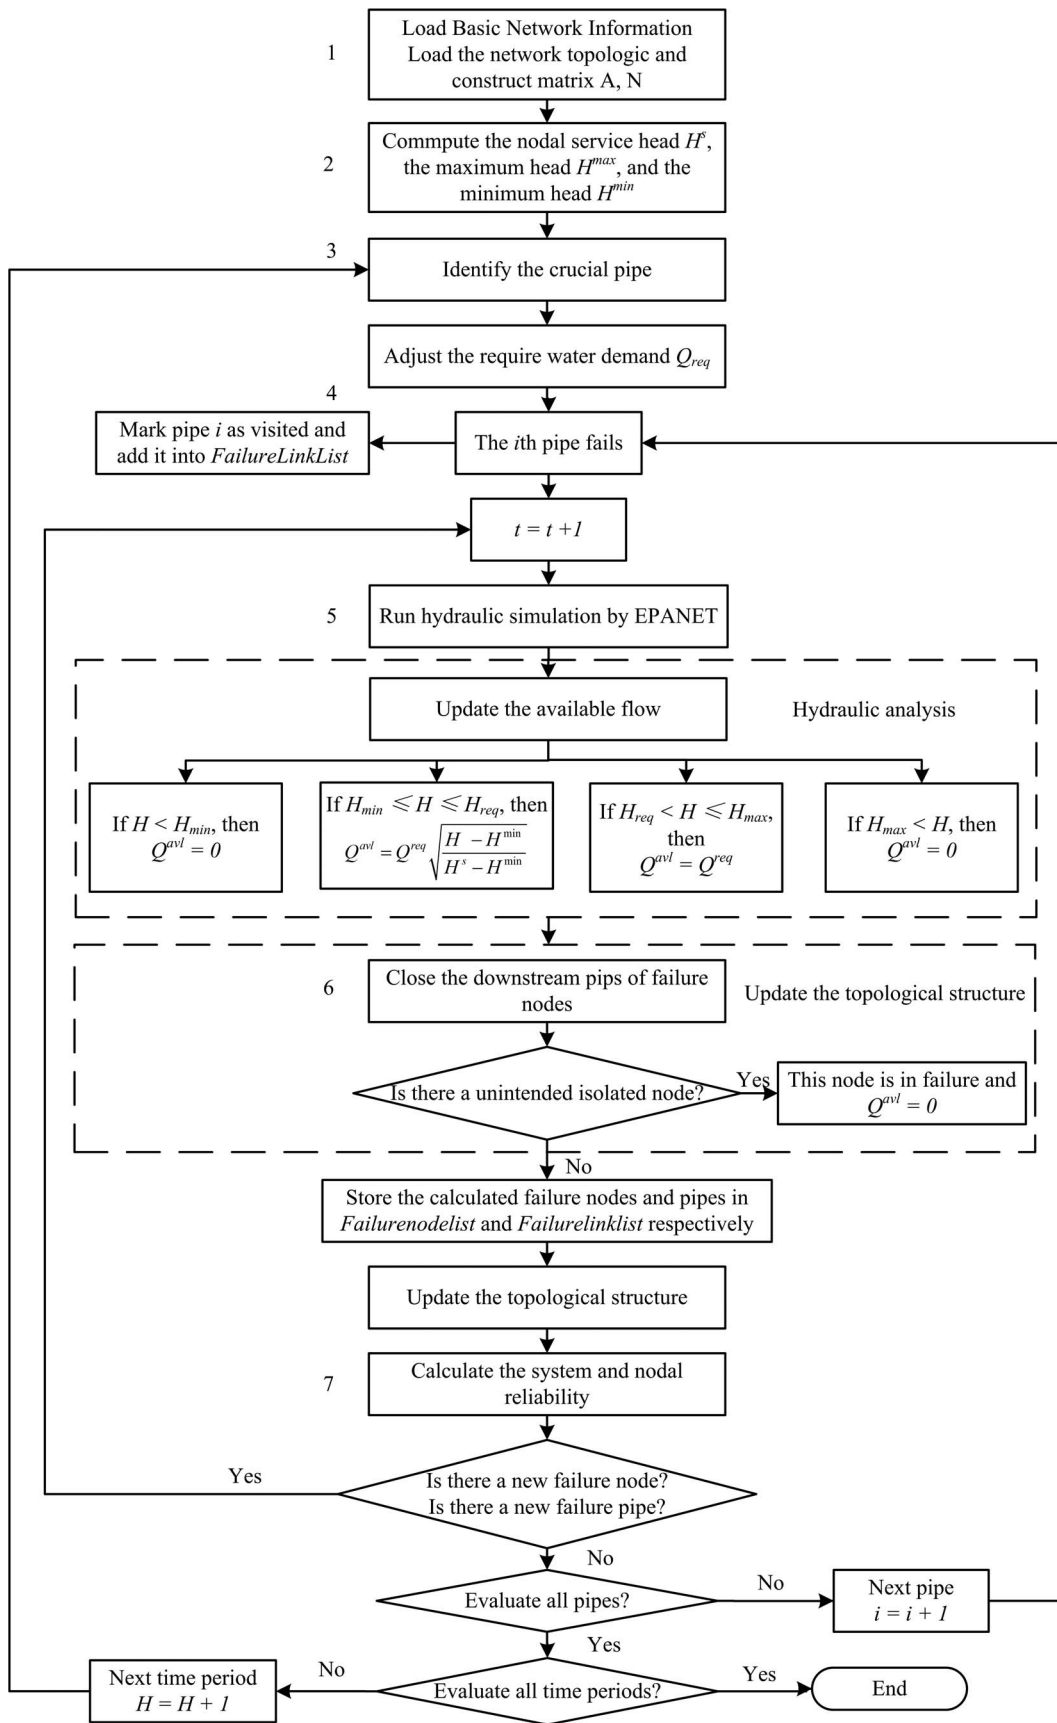 1
Load Basic Network Information
Load the network topologic and
construct matrix A, N
2
Commpute the nodal service head H^s,
the maximum head H^max, and the
minimum head H^min
3
Identify the crucial pipe
Adjust the require water demand Q_req
4
Mark pipe i as visited and
add it into FailureLinkList
The ith pipe fails
t = t +1
5
Run hydraulic simulation by EPANET
Update the available flow
Hydraulic analysis
If H < H_min, then
Q^avl = 0
If H_min ⩽ H ⩽ H_req, then
Q^avl = Q^req √((H - H^min)/(H^s - H^min))
If H_req < H ⩽ H_max,
then
Q^avl = Q^req
If H_max < H, then
Q^avl = 0
6
Close the downstream pips of failure
nodes
Update the topological structure
Is there a unintended isolated node?
Yes
This node is in failure and
Q^avl = 0
No
Store the calculated failure nodes and pipes in
Failurenodelist and Failurelinklist respectively
Update the topological structure
7
Calculate the system and nodal
reliability
Yes
Is there a new failure node?
Is there a new failure pipe?
No
Evaluate all pipes?
No
Next pipe
i = i + 1
Yes
Next time period
H = H + 1
No
Evaluate all time periods?
Yes
End